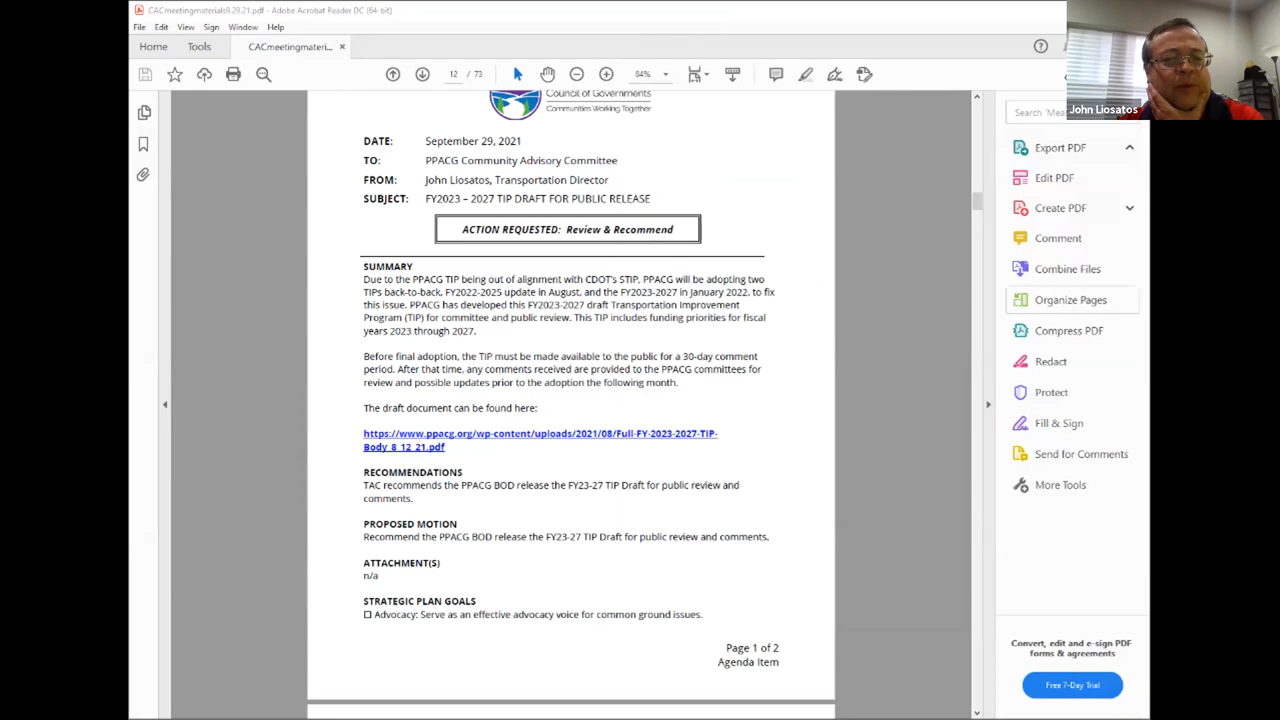 CACmeetingmaterials9.29.21.pdf - Adobe Acrobat Reader DC (64-bit)
File Edit View Sign Window Help
Home Tools CACmeetingmateri... ×
12 / 73 84%
John Liosatos
Council of Governments
Communities Working Together
DATE: September 29, 2021
TO: PPACG Community Advisory Committee
FROM: John Liosatos, Transportation Director
SUBJECT: FY2023 – 2027 TIP DRAFT FOR PUBLIC RELEASE
ACTION REQUESTED: Review & Recommend
SUMMARY
Due to the PPACG TIP being out of alignment with CDOT's STIP, PPACG will be adopting two
TIPs back-to-back, FY2022-2025 update in August, and the FY2023-2027 in January 2022, to fix
this issue. PPACG has developed this FY2023-2027 draft Transportation Improvement
Program (TIP) for committee and public review. This TIP includes funding priorities for fiscal
years 2023 through 2027.
Before final adoption, the TIP must be made available to the public for a 30-day comment
period. After that time, any comments received are provided to the PPACG committees for
review and possible updates prior to the adoption the following month.
The draft document can be found here:
https://www.ppacg.org/wp-content/uploads/2021/08/Full-FY-2023-2027-TIP-
Body_8_12_21.pdf
RECOMMENDATIONS
TAC recommends the PPACG BOD release the FY23-27 TIP Draft for public review and
comments.
PROPOSED MOTION
Recommend the PPACG BOD release the FY23-27 TIP Draft for public review and comments.
ATTACHMENT(S)
n/a
STRATEGIC PLAN GOALS
☐ Advocacy: Serve as an effective advocacy voice for common ground issues.
Page 1 of 2
Agenda Item
Search 'Mea
Export PDF
Edit PDF
Create PDF
Comment
Combine Files
Organize Pages
Compress PDF
Redact
Protect
Fill & Sign
Send for Comments
More Tools
Convert, edit and e-sign PDF
forms & agreements
Free 7-Day Trial